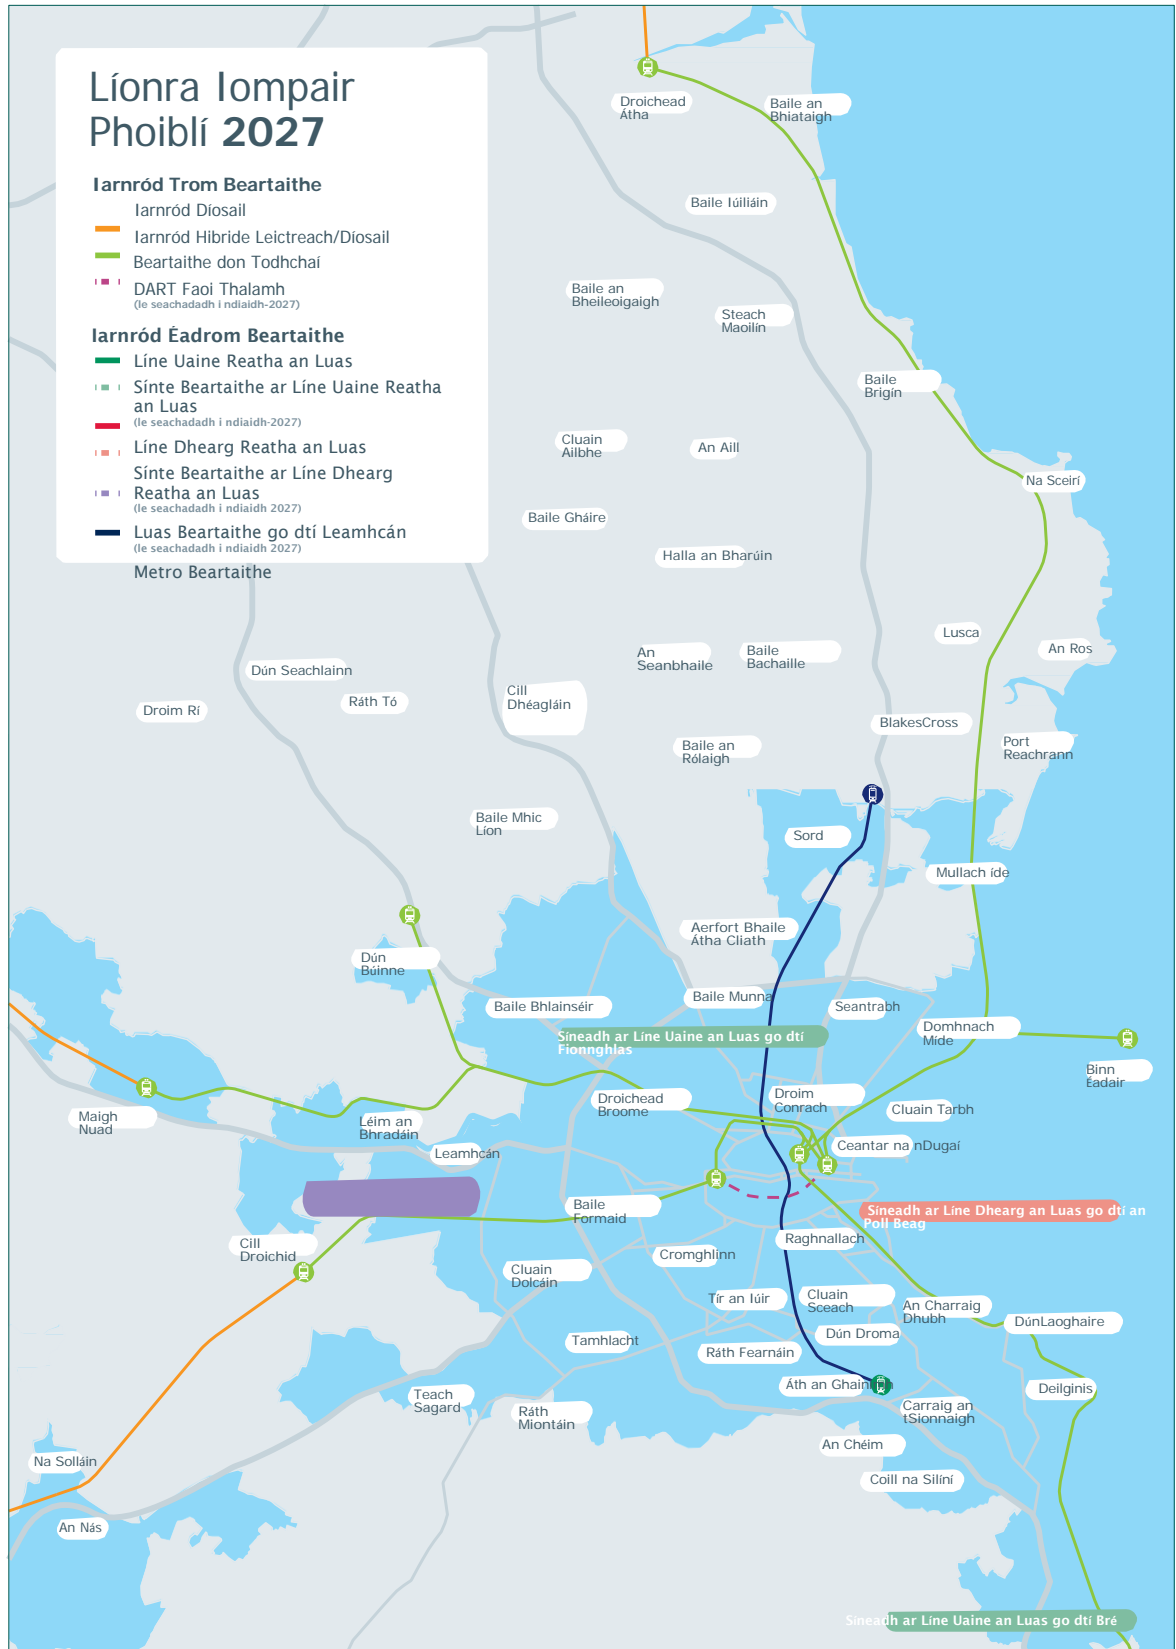 Líonra Iompair
Phoiblí 2027
Iarnród Trom Beartaithe
Iarnród Díosail
Iarnród Hibride Leictreach/Díosail
Beartaithe don Todhchaí
DART Faoi Thalamh
(le seachadadh i ndiaidh-2027)
Iarnród Éadrom Beartaithe
Líne Uaine Reatha an Luas
Sínte Beartaithe ar Líne Uaine Reatha
an Luas
(le seachadadh i ndiaidh-2027)
Líne Dhearg Reatha an Luas
Sínte Beartaithe ar Líne Dhearg
Reatha an Luas
(le seachadadh i ndiaidh 2027)
Luas Beartaithe go dtí Leamhcán
(le seachadadh i ndiaidh 2027)
Metro Beartaithe
Droichead
Átha
Baile an
Bhiataigh
Baile Iúiliáin
Baile an
Bheileoigaigh
Steach
Maoilín
Baile
Brigín
Cluain
Ailbhe
An Aill
Na Sceirí
Baile Gháire
Halla an Bharúin
Lusca
An Ros
An
Seanbhaile
Baile
Bachaille
Dún Seachlainn
Droim Rí
Ráth Tó
Cill
Dhéagláin
BlakesCross
Baile an
Rólaigh
Port
Reachrann
Baile Mhic
Líon
Sord
Mullach íde
Aerfort Bhaile
Átha Cliath
Dún
Búinne
Baile Bhlainséir
Baile Munna
Seantrabh
Domhnach
Míde
Síneadh ar Líne Uaine an Luas go dtí
Fionnghlas
Binn
Éadair
Maigh
Nuad
Léim an
Bhradáin
Droichead
Broome
Droim
Conrach
Cluain Tarbh
Leamhcán
Ceantar na nDugaí
Baile
Formaid
Síneadh ar Líne Dhearg an Luas go dtí an
Poll Beag
Cill
Droichid
Raghnallach
Cromghlinn
Cluain
Dolcáin
Tír an Iúir
Cluain
Sceach
An Charraig
Dhubh
DúnLaoghaire
Tamhlacht
Dún Droma
Ráth Fearnáin
Teach
Sagard
Áth an Ghainimh
Deilginis
Ráth
Miontáin
Carraig an
tSionnaigh
An Chéim
Na Solláin
Coill na Silíní
An Nás
Síneadh ar Líne Uaine an Luas go dtí Bré